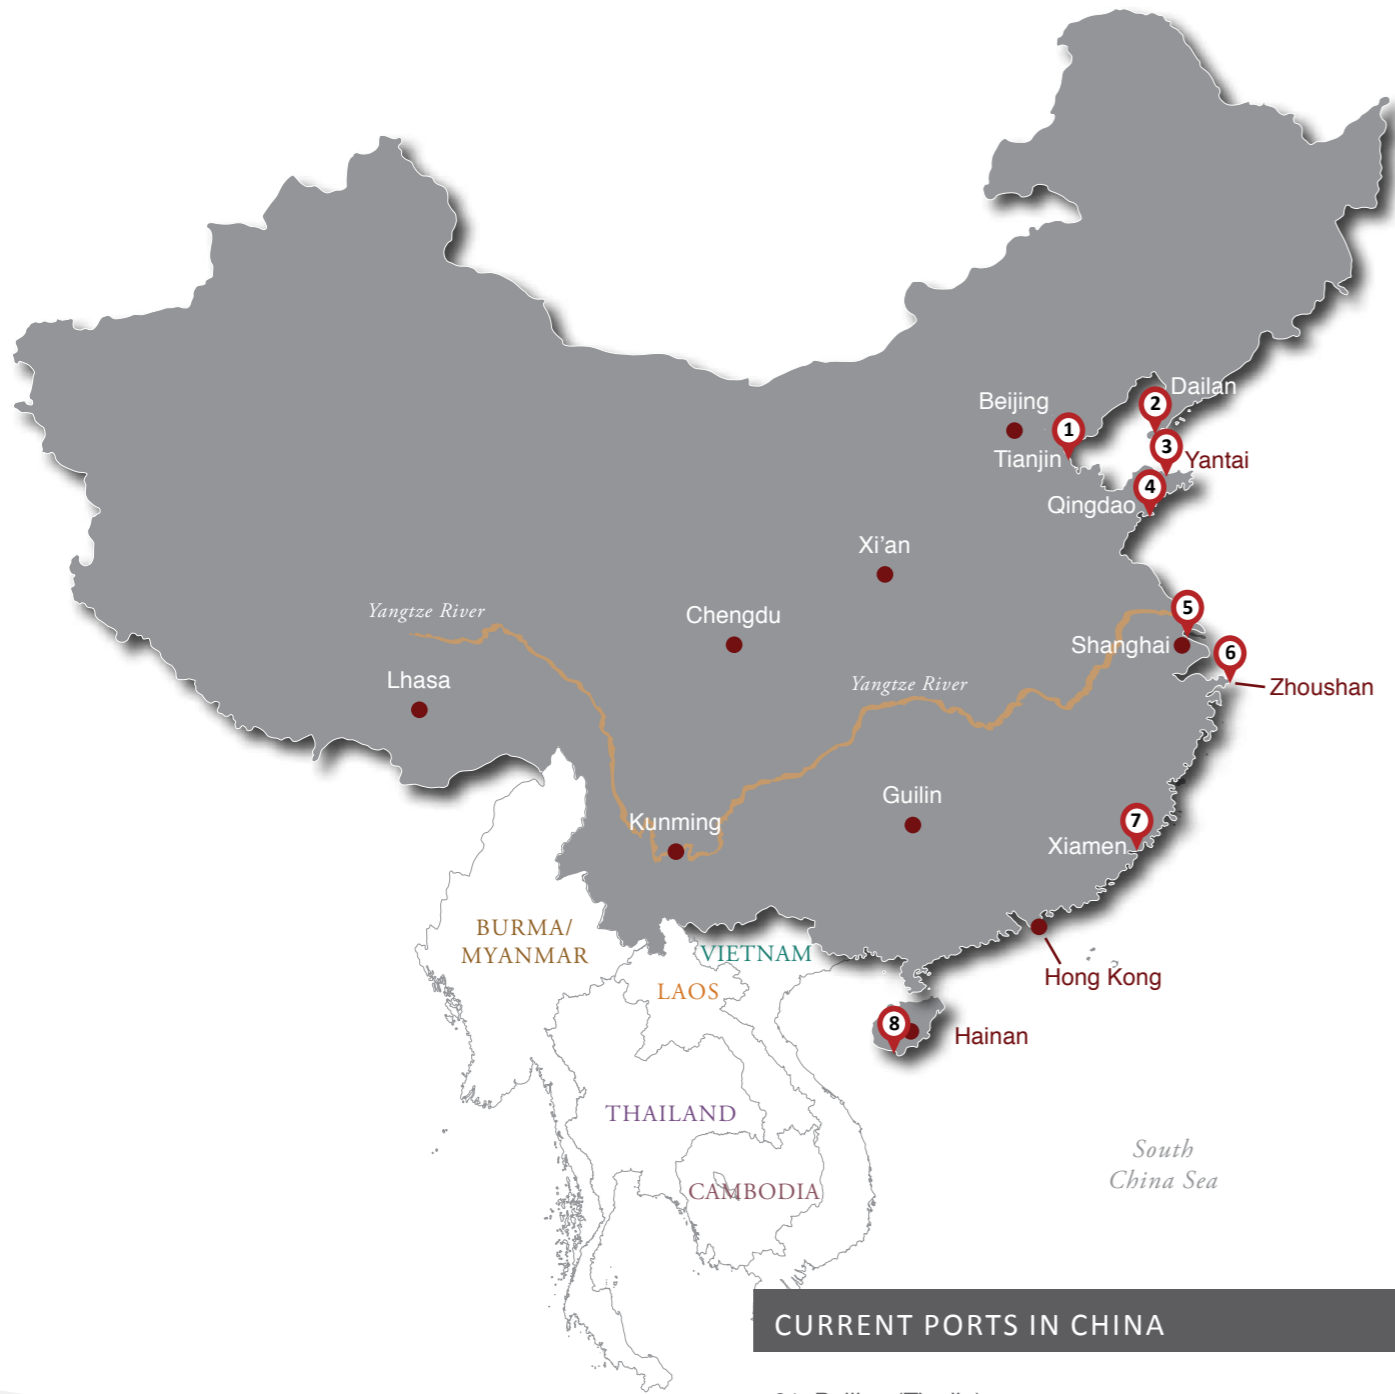 Dailan
2
Beijing
1
3
Tianjin
Yantai
4
Qingdao
Xi’an
Yangtze River
Chengdu
5
Shanghai
6
Lhasa
Yangtze River
Zhoushan
Guilin
Kunming
7
Xiamen
BURMA/
MYANMAR
VIETNAM
Hong Kong
LAOS
8
Hainan
THAILAND
South
China Sea
CAMBODIA
CURRENT PORTS IN CHINA